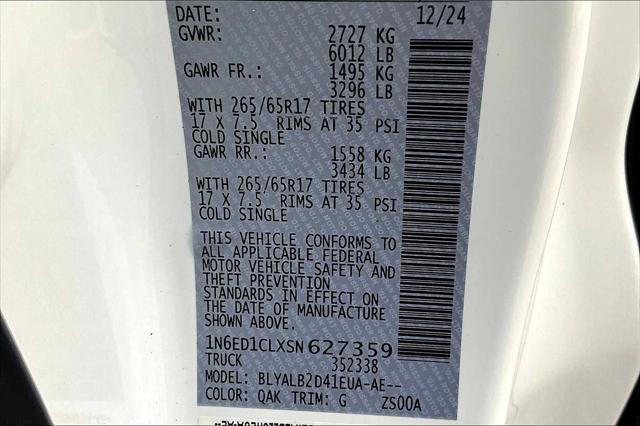 DATE: 12/24
GVWR: 2727 KG
6012 LB
GAWR FR.: 1495 KG
3296 LB
WITH 265/65R17 TIRES
17 X 7.5 RIMS AT 35 PSI
COLD SINGLE
GAWR RR.: 1558 KG
3434 LB
WITH 265/65R17 TIRES
17 X 7.5 RIMS AT 35 PSI
COLD SINGLE
THIS VEHICLE CONFORMS TO
ALL APPLICABLE FEDERAL
MOTOR VEHICLE SAFETY AND
THEFT PREVENTION
STANDARDS IN EFFECT ON
THE DATE OF MANUFACTURE
SHOWN ABOVE.
1N6ED1CLXSN627359
TRUCK 352338
MODEL: BLYALB2D41EUA-AE--
COLOR: QAK TRIM: G ZS00A